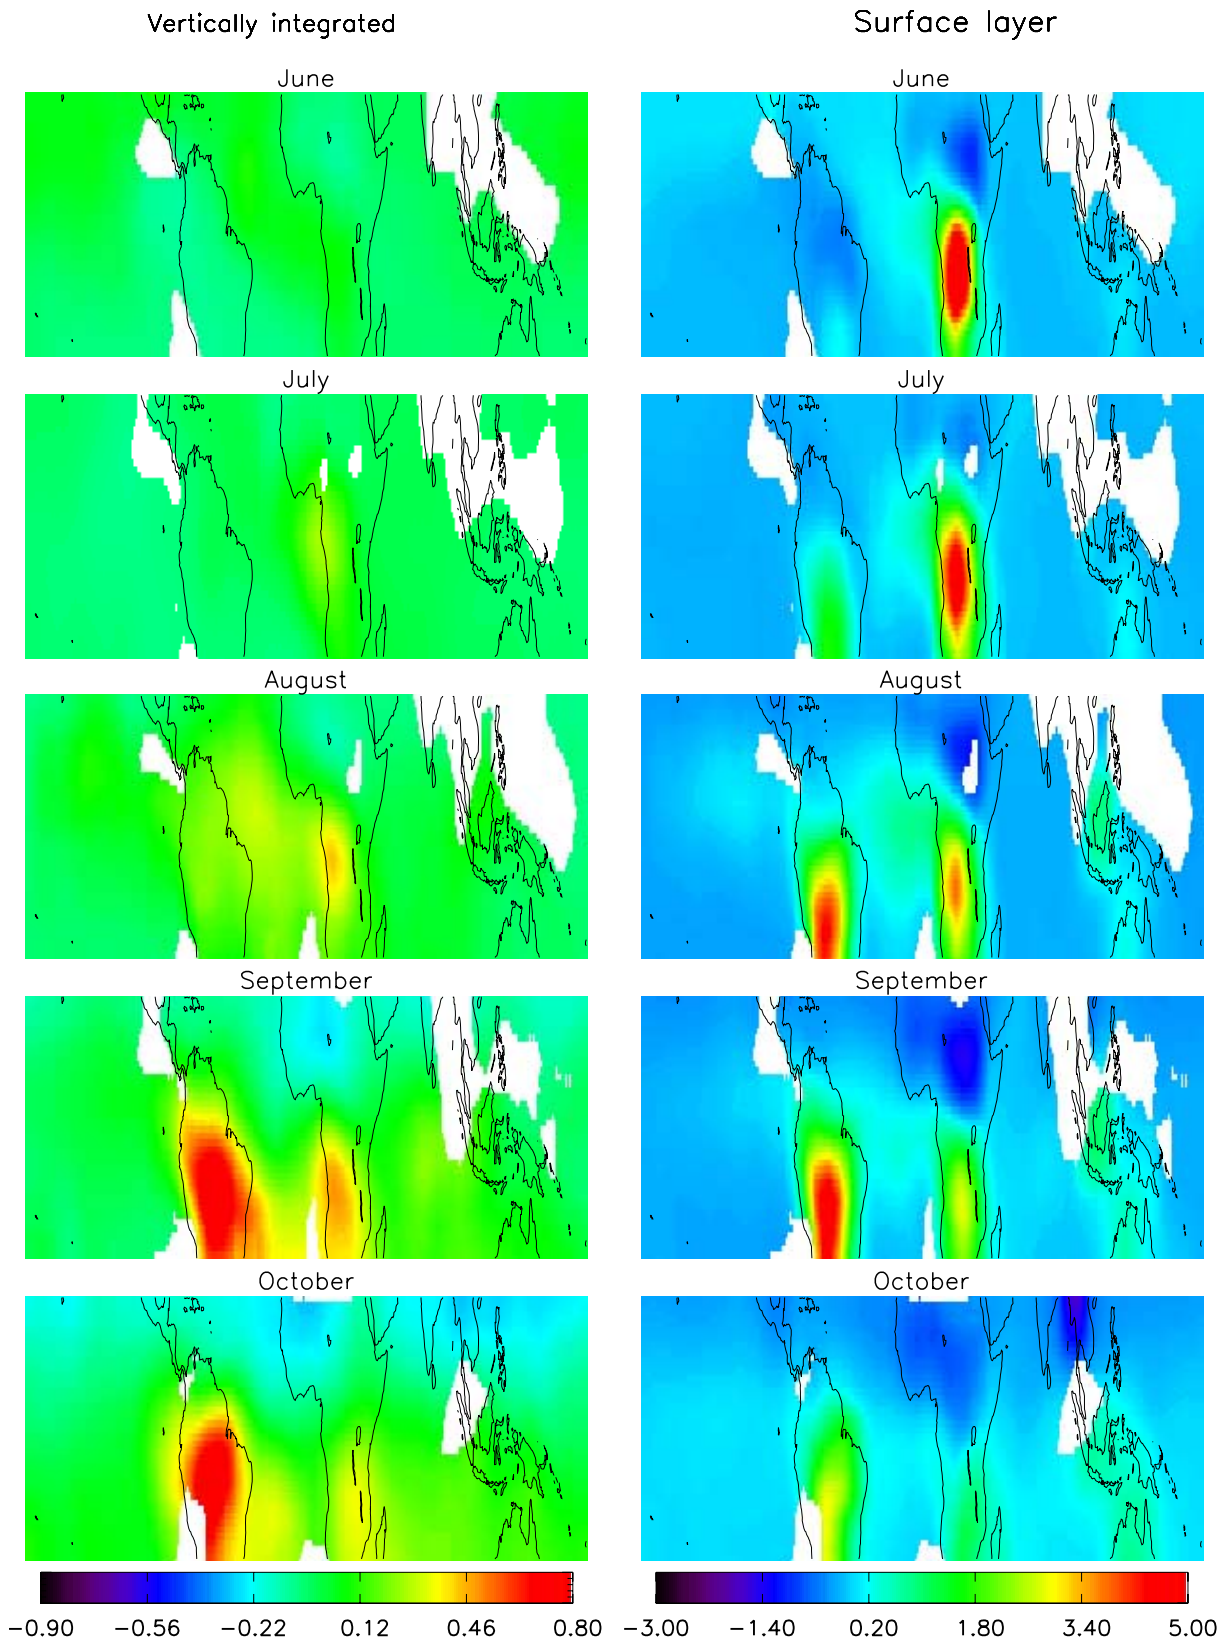 Vertically integrated Surface layer
June June
July July
August August
September September
October October
−0.90 −0.56 −0.22 0.12 0.46 0.80 −3.00 −1.40 0.20 1.80 3.40 5.00